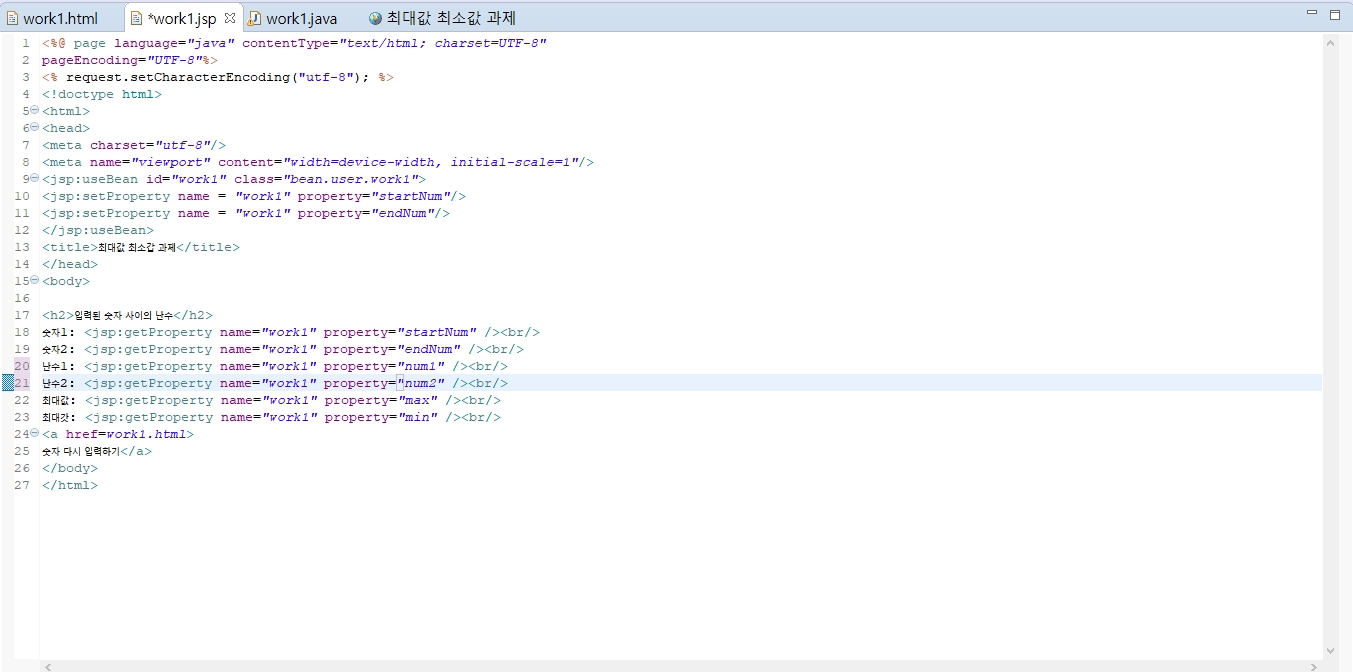 work1.html *work1.jsp work1.java 최대값 최소값 과제
1 <%@ page language="java" contentType="text/html; charset=UTF-8"
2 pageEncoding="UTF-8"%>
3 <% request.setCharacterEncoding("utf-8"); %>
4 <!doctype html>
5 <html>
6 <head>
7 <meta charset="utf-8"/>
8 <meta name="viewport" content="width=device-width, initial-scale=1"/>
9 <jsp:useBean id="work1" class="bean.user.work1">
10 <jsp:setProperty name = "work1" property="startNum"/>
11 <jsp:setProperty name = "work1" property="endNum"/>
12 </jsp:useBean>
13 <title>최대값 최소갑 과제</title>
14 </head>
15 <body>
16
17 <h2>입력된 숫자 사이의 난수</h2>
18 숫자1: <jsp:getProperty name="work1" property="startNum" /><br/>
19 숫자2: <jsp:getProperty name="work1" property="endNum" /><br/>
20 난수1: <jsp:getProperty name="work1" property="num1" /><br/>
21 난수2: <jsp:getProperty name="work1" property="num2" /><br/>
22 최대값: <jsp:getProperty name="work1" property="max" /><br/>
23 최대갓: <jsp:getProperty name="work1" property="min" /><br/>
24 <a href=work1.html>
25 숫자 다시 입력하기</a>
26 </body>
27 </html>